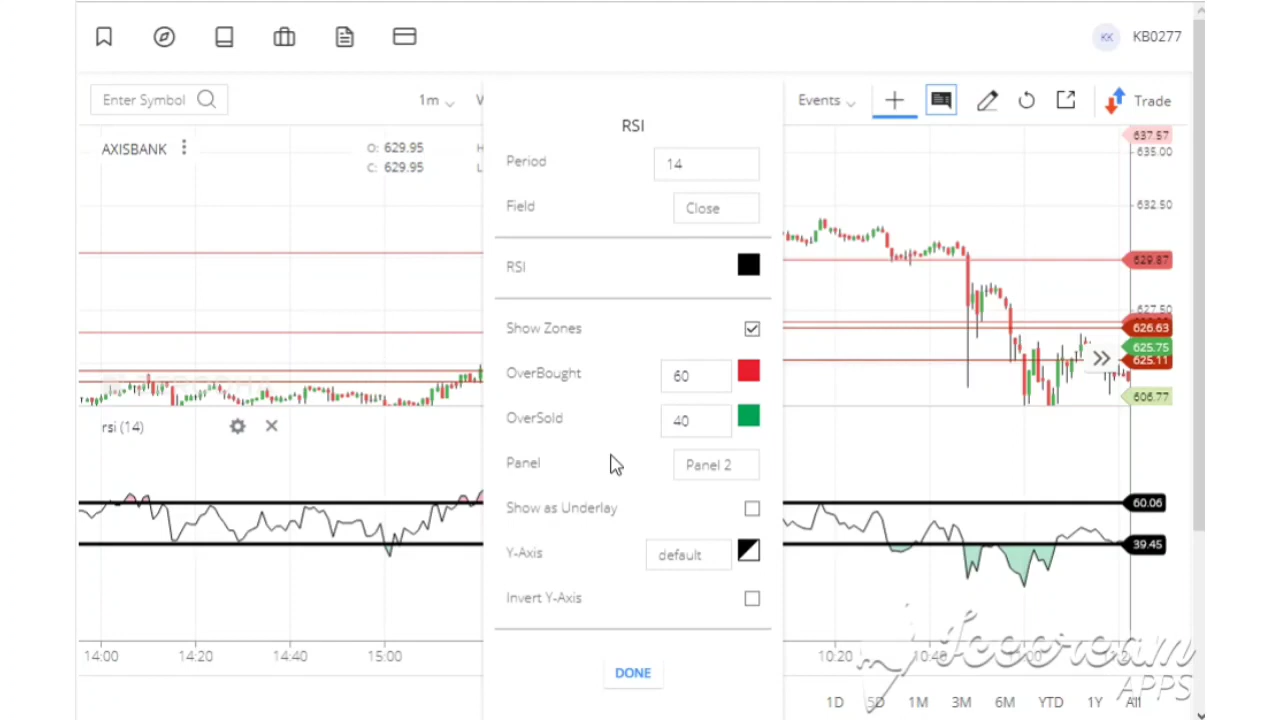 KK KB0277
Enter Symbol 1m V Events Trade
RSI
637.57
635.00
AXISBANK O: 629.95 H
C: 629.95 L
Period 14
Field Close
632.50
629.87
RSI
627.50
Show Zones
626.63
625.75
625.11
OverBought 60
606.77
OverSold 40
rsi (14)
Panel Panel 2
60.06
Show as Underlay
39.45
Y-Axis default
Invert Y-Axis
14:00 14:20 14:40 15:00 10:20 10:40
Icecream
APPS
DONE
1D 5D 1M 3M 6M YTD 1Y All